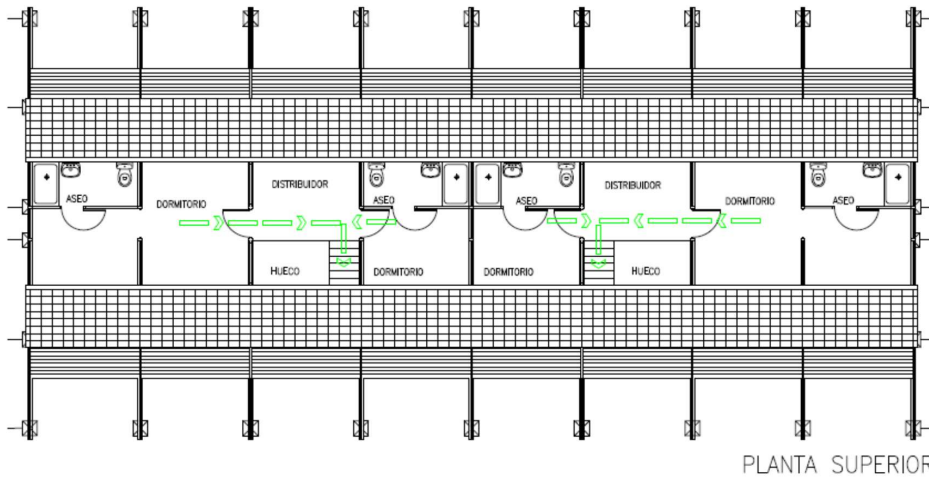 DISTRIBUIDOR
DISTRIBUIDOR
ASEO
DORMITORIO
ASEO
ASEO
DORMITORIO
ASEO
HUECO
DORMITORIO
DORMITORIO
HUECO
PLANTA SUPERIOR